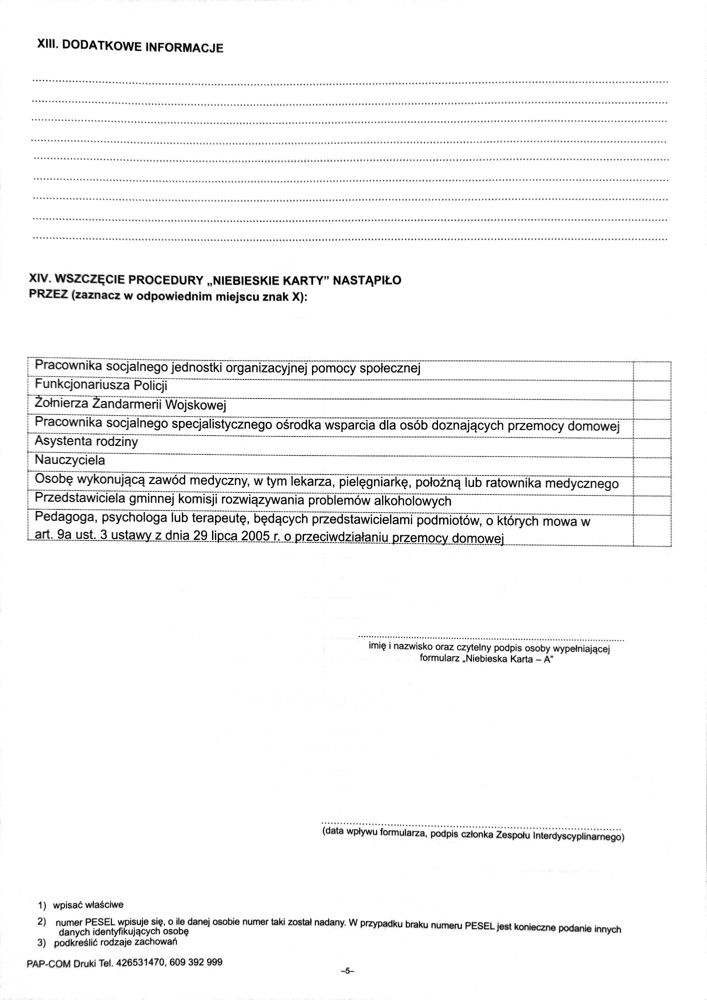 XIII. DODATKOWE INFORMACJE
XIV. WSZCZĘCIE PROCEDURY „NIEBIESKIE KARTY” NASTĄPIŁO
PRZEZ (zaznacz w odpowiednim miejscu znak X):
Pracownika socjalnego jednostki organizacyjnej pomocy społecznej
Funkcjonariusza Policji
Żołnierza Żandarmerii Wojskowej
Pracownika socjalnego specjalistycznego ośrodka wsparcia dla osób doznających przemocy domowej
Asystenta rodziny
Nauczyciela
Osobę wykonującą zawód medyczny, w tym lekarza, pielęgniarkę, położną lub ratownika medycznego
Przedstawiciela gminnej komisji rozwiązywania problemów alkoholowych
Pedagoga, psychologa lub terapeutę, będących przedstawicielami podmiotów, o których mowa w
art. 9a ust. 3 ustawy z dnia 29 lipca 2005 r. o przeciwdziałaniu przemocy domowej
imię i nazwisko oraz czytelny podpis osoby wypełniającej
formularz „Niebieska Karta – A”
(data wpływu formularza, podpis członka Zespołu Interdyscyplinarnego)
1) wpisać właściwe
2) numer PESEL wpisuje się, o ile danej osobie numer taki został nadany. W przypadku braku numeru PESEL jest konieczne podanie innych
danych identyfikujących osobę
3) podkreślić rodzaje zachowań
PAP-COM Druki Tel. 426531470, 609 392 999
–5–